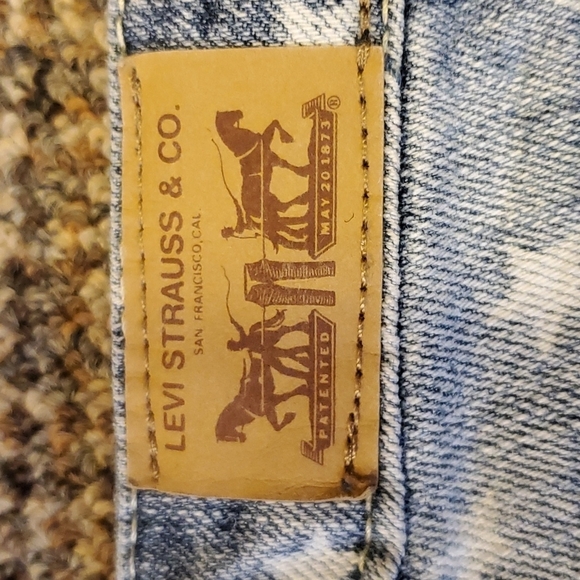 LEVI STRAUSS & CO.
SAN FRANCISCO, CAL.
PATENTED MAY 20 1873 ®